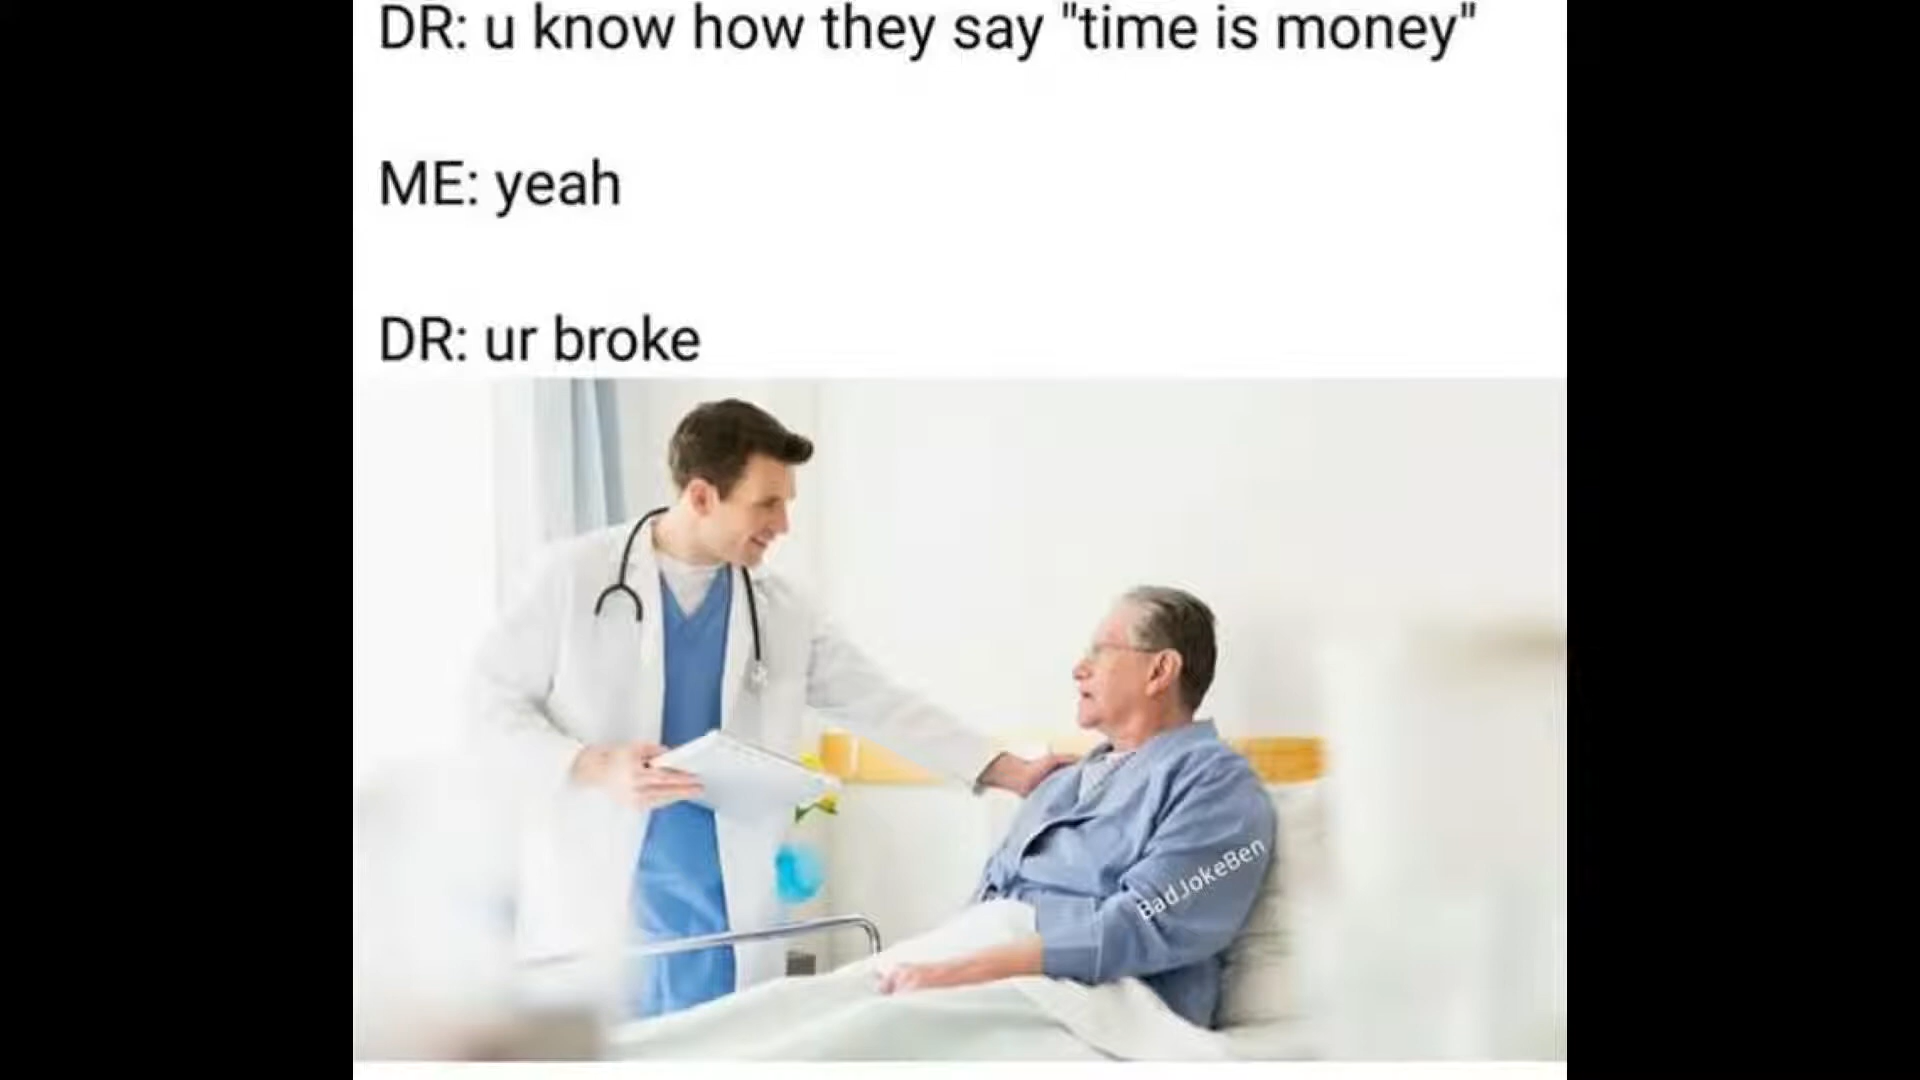 DR: u know how they say "time is money"
ME: yeah
DR: ur broke
BadJokeBen